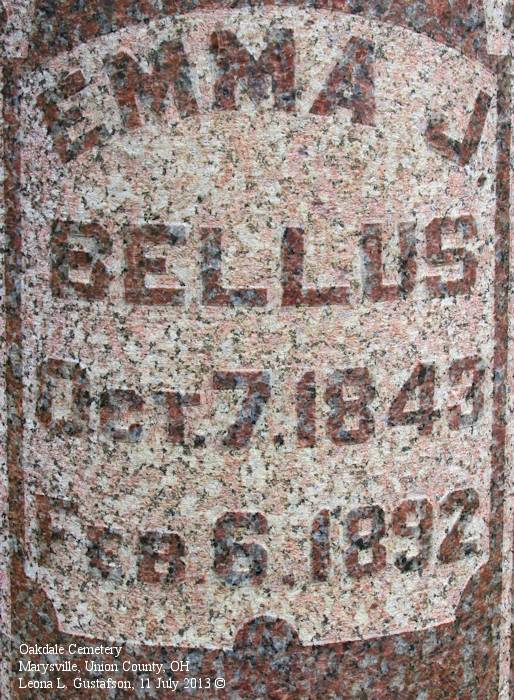 EMMA J.
BELLUS
OCT. 7. 1843
FEB 6. 1892
Oakdale Cemetery
Marysville, Union County, OH
Leona L. Gustafson, 11 July 2013 ©